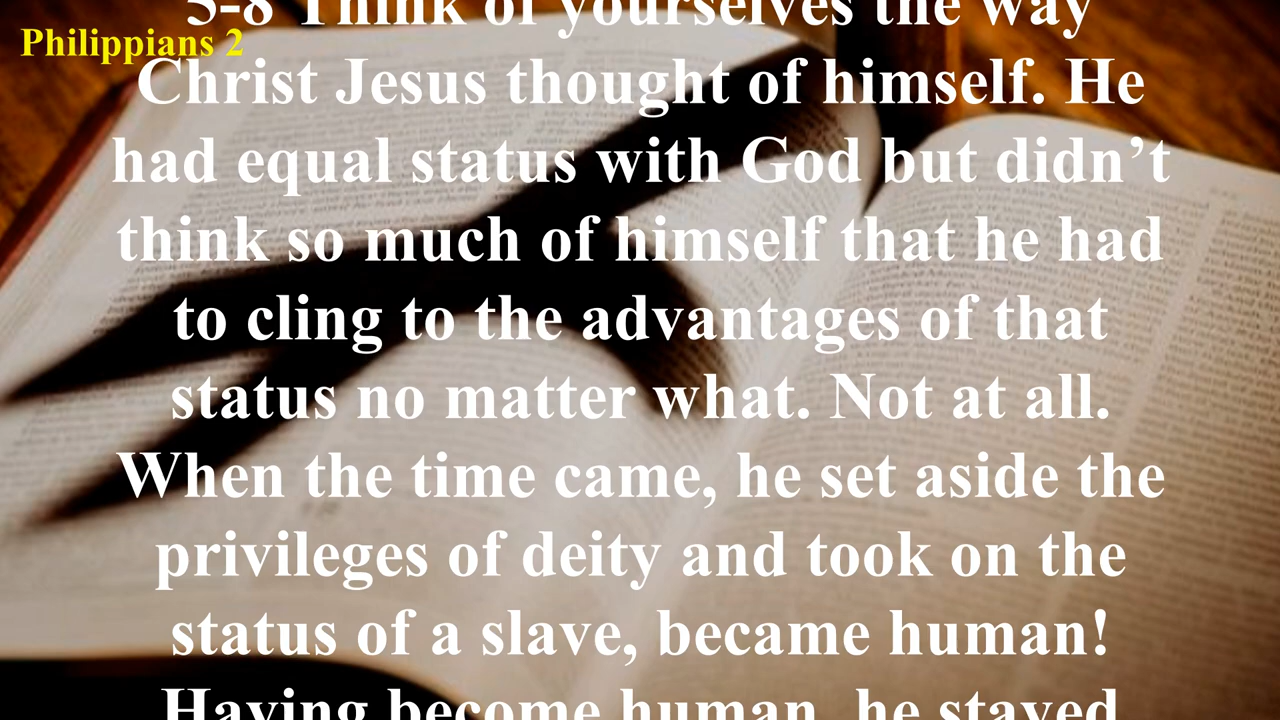 5-8 Think of yourselves the way
Philippians 2
Christ Jesus thought of himself. He
had equal status with God but didn’t
think so much of himself that he had
to cling to the advantages of that
status no matter what. Not at all.
When the time came, he set aside the
privileges of deity and took on the
status of a slave, became human!
Having become human, he stayed